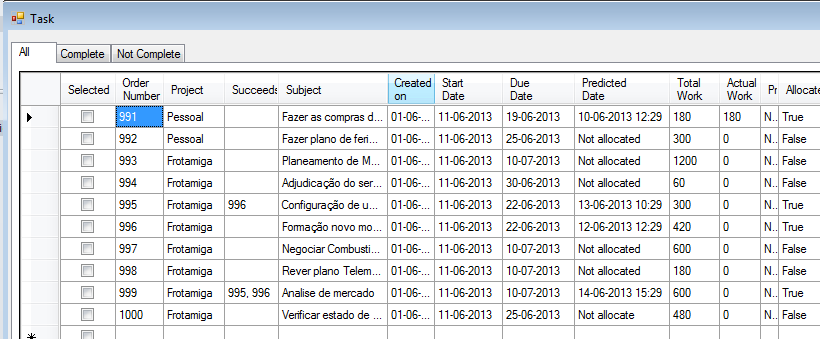 Task
All Complete Not Complete
Selected Order Number Project Succeeds Subject Created on Start Date Due Date Predicted Date Total Work Actual Work Pr Allocate
991 Pessoal Fazer as compras d... 01-06-... 11-06-2013 19-06-2013 10-06-2013 12:29 180 180 N... True
992 Pessoal Fazer plano de feri... 01-06-... 11-06-2013 25-06-2013 Not allocated 300 0 N... False
993 Frotamiga Planeamento de M... 01-06-... 11-06-2013 10-07-2013 Not allocated 1200 0 N... False
994 Frotamiga Adjudicação do ser... 01-06-... 11-06-2013 30-06-2013 Not allocated 60 0 N... False
995 Frotamiga 996 Configuração de u... 01-06-... 11-06-2013 22-06-2013 13-06-2013 10:29 300 0 N... True
996 Frotamiga Formação novo mo... 01-06-... 11-06-2013 22-06-2013 12-06-2013 12:29 420 0 N... True
997 Frotamiga Negociar Combusti... 01-06-... 11-06-2013 10-07-2013 Not allocated 600 0 N... False
998 Frotamiga Rever plano Telem... 01-06-... 11-06-2013 10-07-2013 Not allocated 180 0 N... False
999 Frotamiga 995, 996 Analise de mercado 01-06-... 11-06-2013 10-07-2013 14-06-2013 15:29 600 0 N... True
1000 Frotamiga Verificar estado de ... 01-06-... 11-06-2013 25-06-2013 Not allocate 480 0 N... False